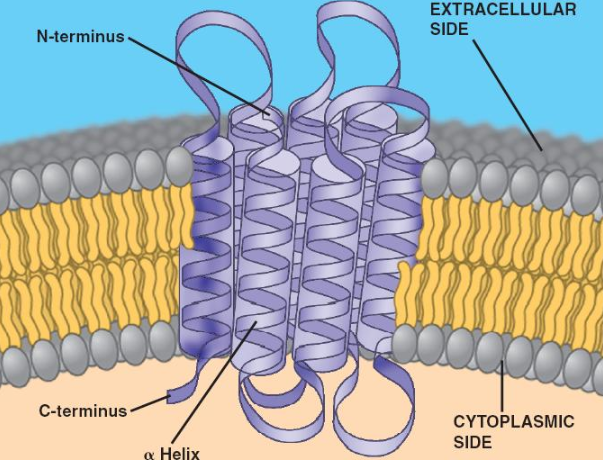 EXTRACELLULAR
SIDE
N-terminus
C-terminus
α Helix
CYTOPLASMIC
SIDE